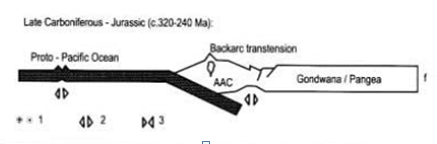 Late Carboniferous - Jurassic (c.320-240 Ma):
Backarc transtension
Proto - Pacific Ocean
AAC
Gondwana / Pangea
f
1 2 3